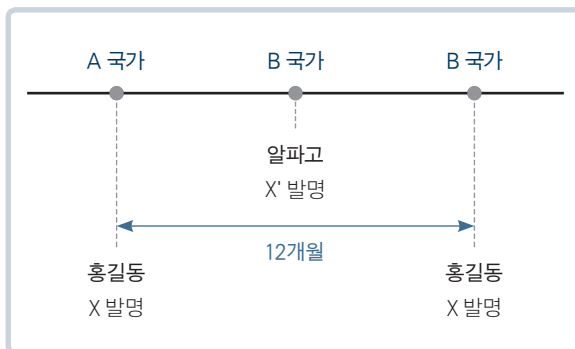 A 국가 B 국가 B 국가
알파고
X' 발명
12개월
홍길동 홍길동
X 발명 X 발명